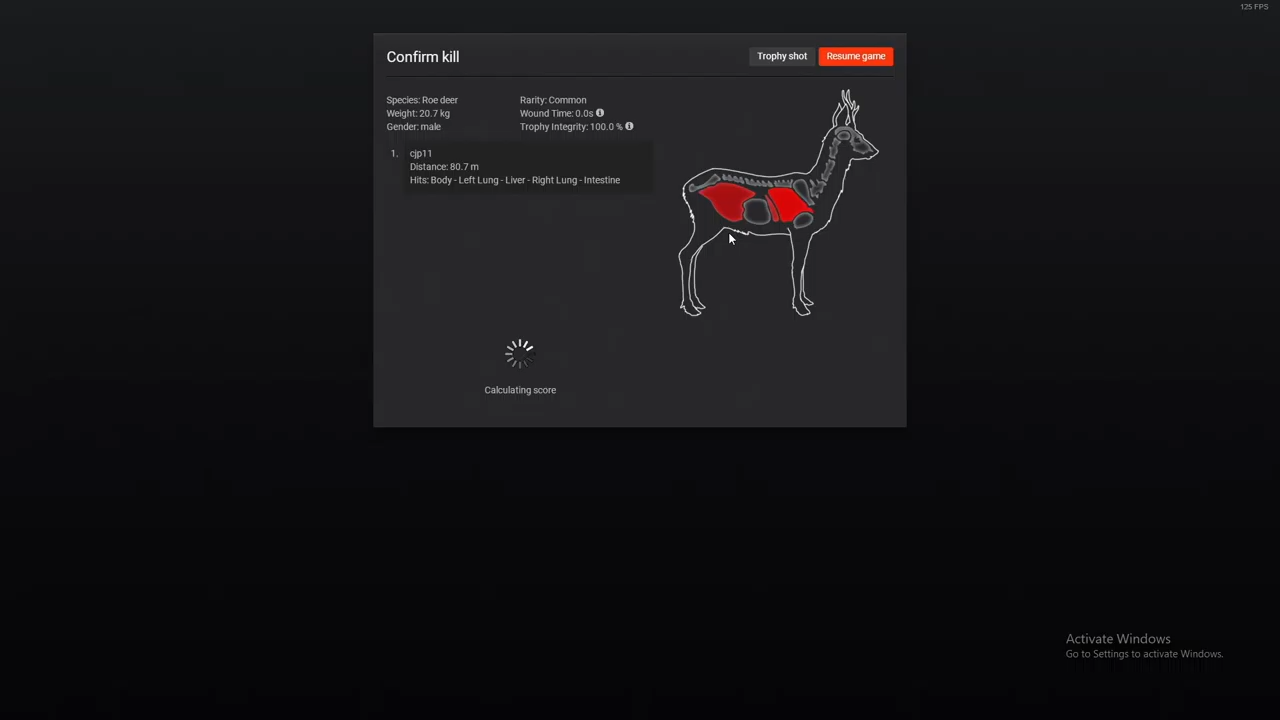 125 FPS
Confirm kill
Trophy shot
Resume game
Species: Roe deer
Rarity: Common
Weight: 20.7 kg
Wound Time: 0.0s
Gender: male
Trophy Integrity: 100.0 %
1. cjp11
Distance: 80.7 m
Hits: Body - Left Lung - Liver - Right Lung - Intestine
Calculating score
Activate Windows
Go to Settings to activate Windows.